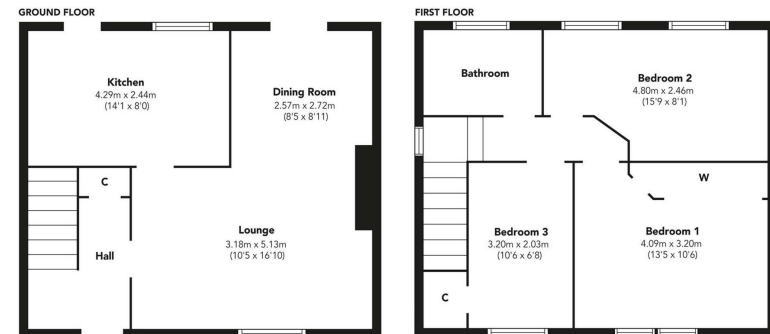 GROUND FLOOR
Kitchen
4.29m x 2.44m
(14'1 x 8'0)
Dining Room
2.57m x 2.72m
(8'5 x 8'11)
C
Hall
Lounge
3.18m x 5.13m
(10'5 x 16'10)
FIRST FLOOR
Bathroom
Bedroom 2
4.80m x 2.46m
(15'9 x 8'1)
W
Bedroom 3
3.20m x 2.03m
(10'6 x 6'8)
Bedroom 1
4.09m x 3.20m
(13'5 x 10'6)
C